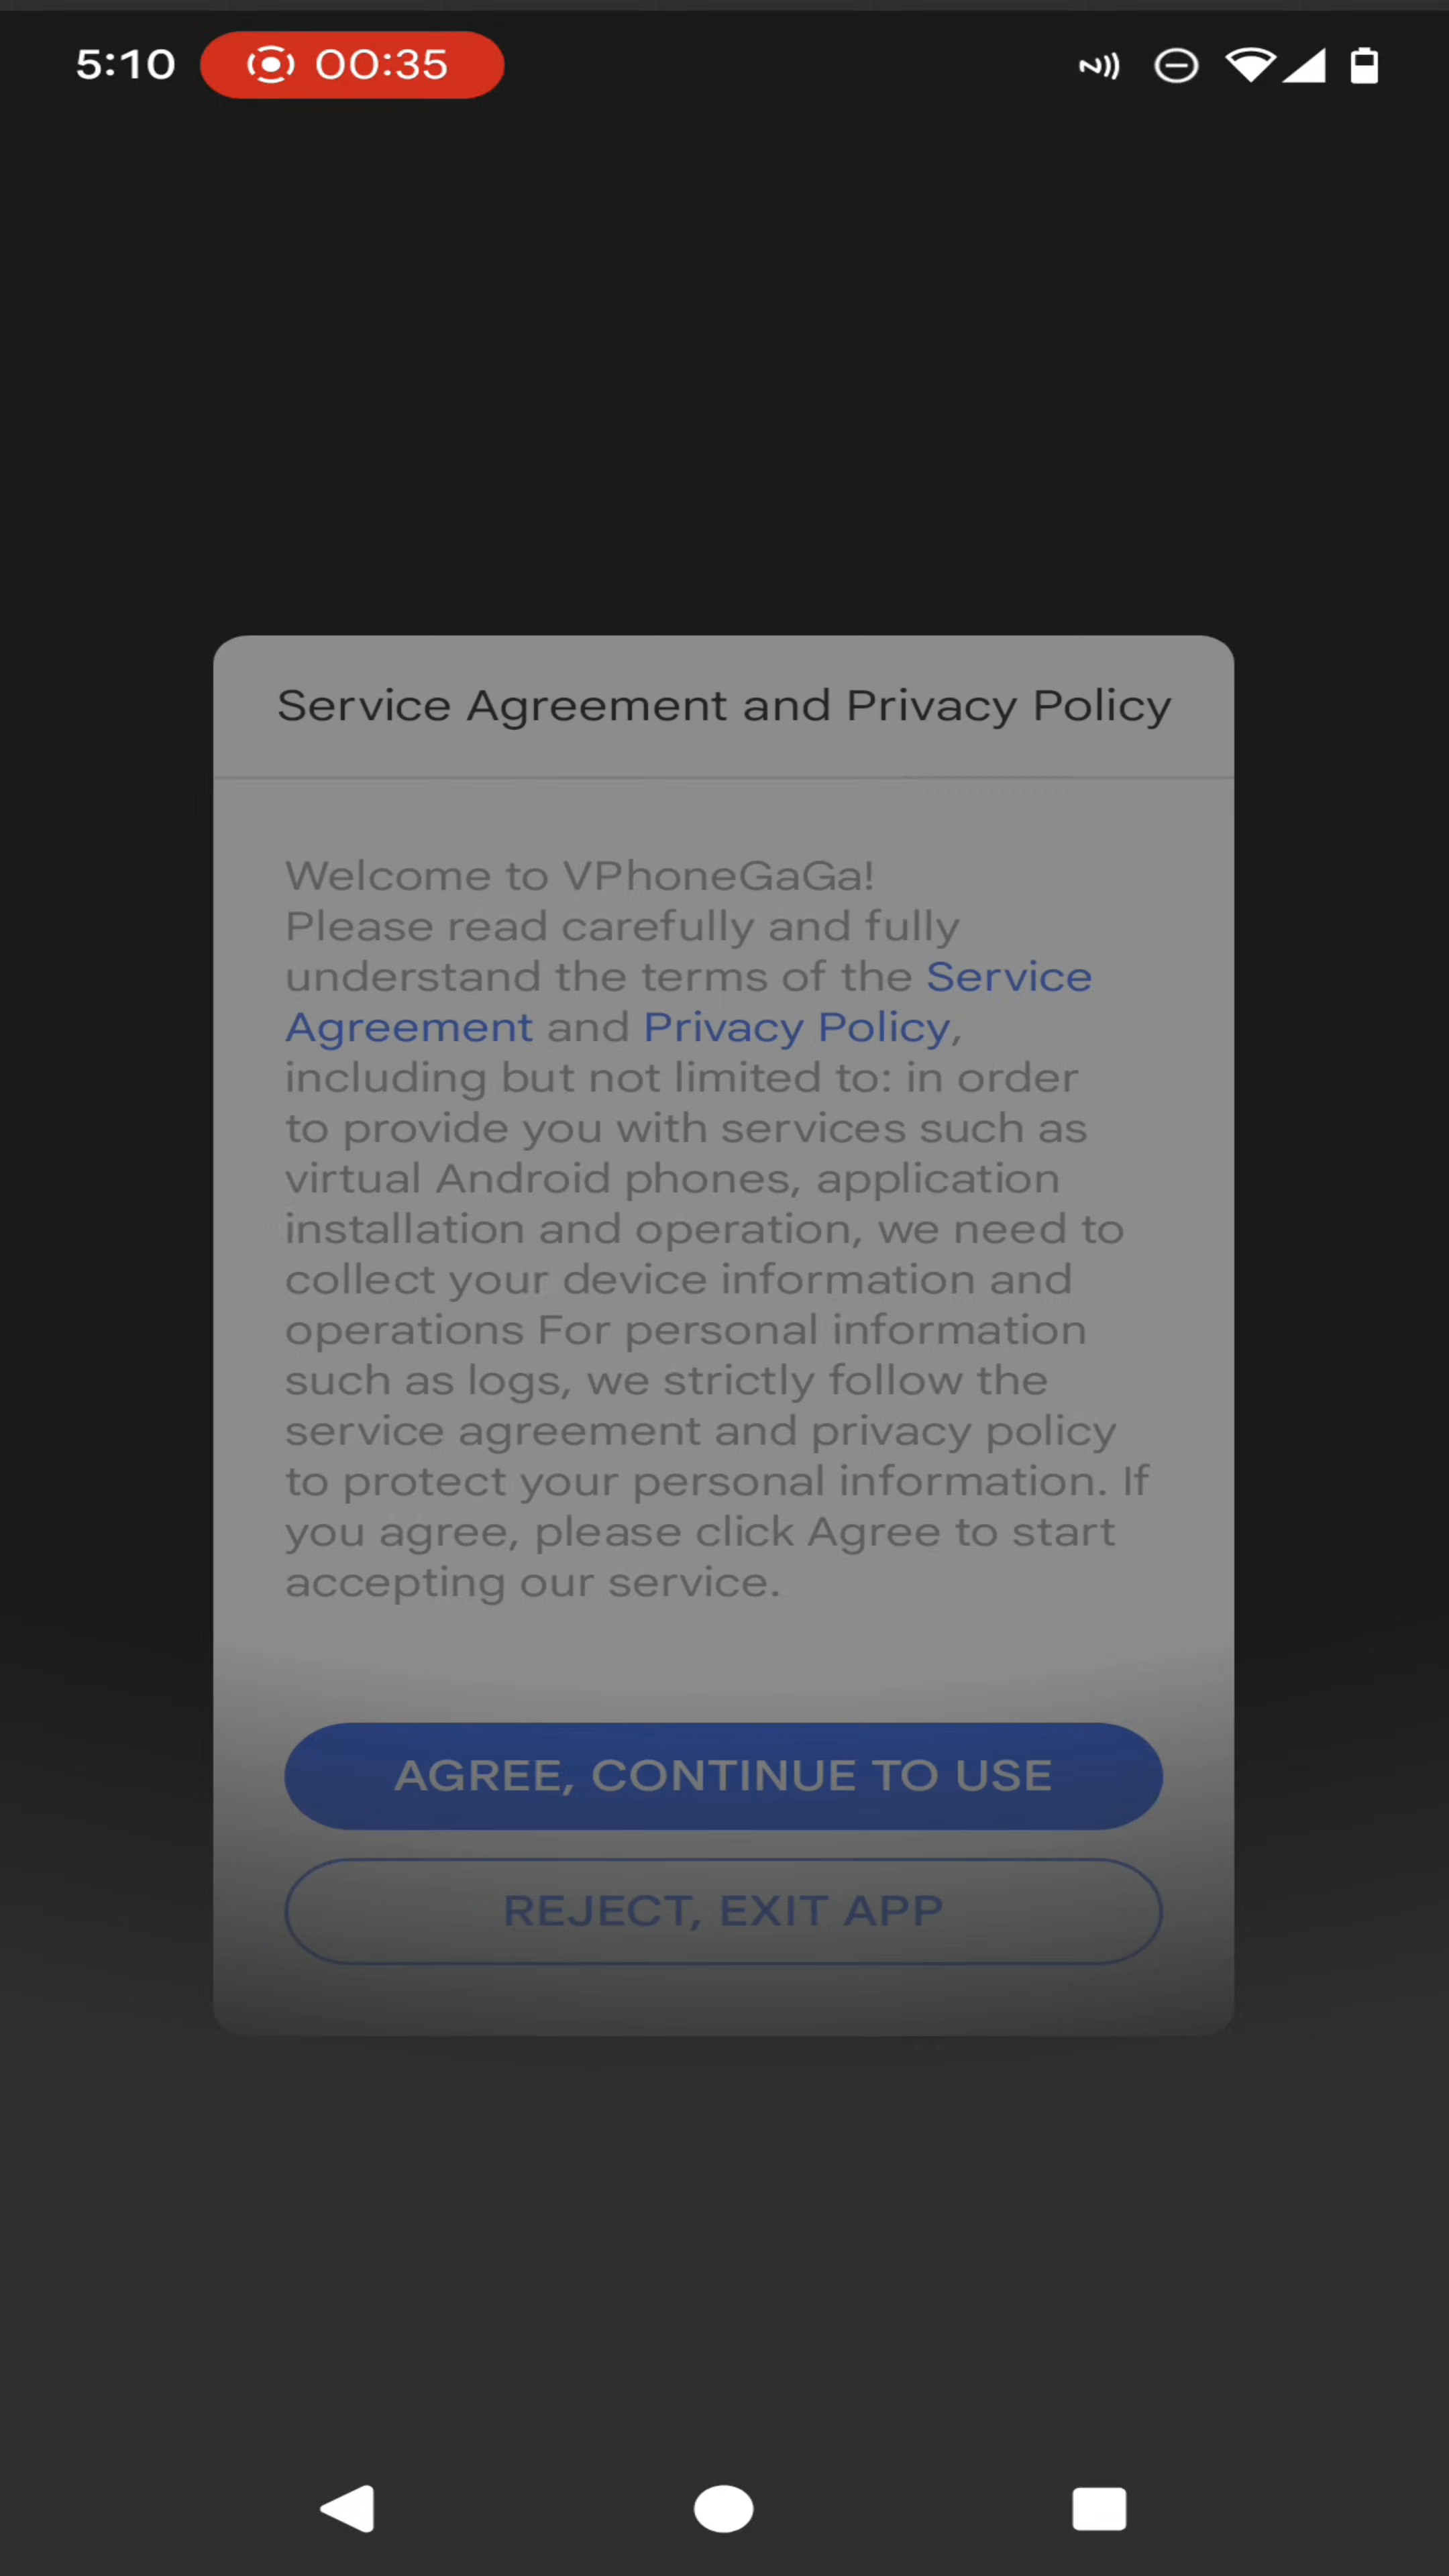 5:10 00:35
Service Agreement and Privacy Policy
Welcome to VPhoneGaGa!
Please read carefully and fully
understand the terms of the Service
Agreement and Privacy Policy,
including but not limited to: in order
to provide you with services such as
virtual Android phones, application
installation and operation, we need to
collect your device information and
operations For personal information
such as logs, we strictly follow the
service agreement and privacy policy
to protect your personal information. If
you agree, please click Agree to start
accepting our service.
AGREE, CONTINUE TO USE
REJECT, EXIT APP